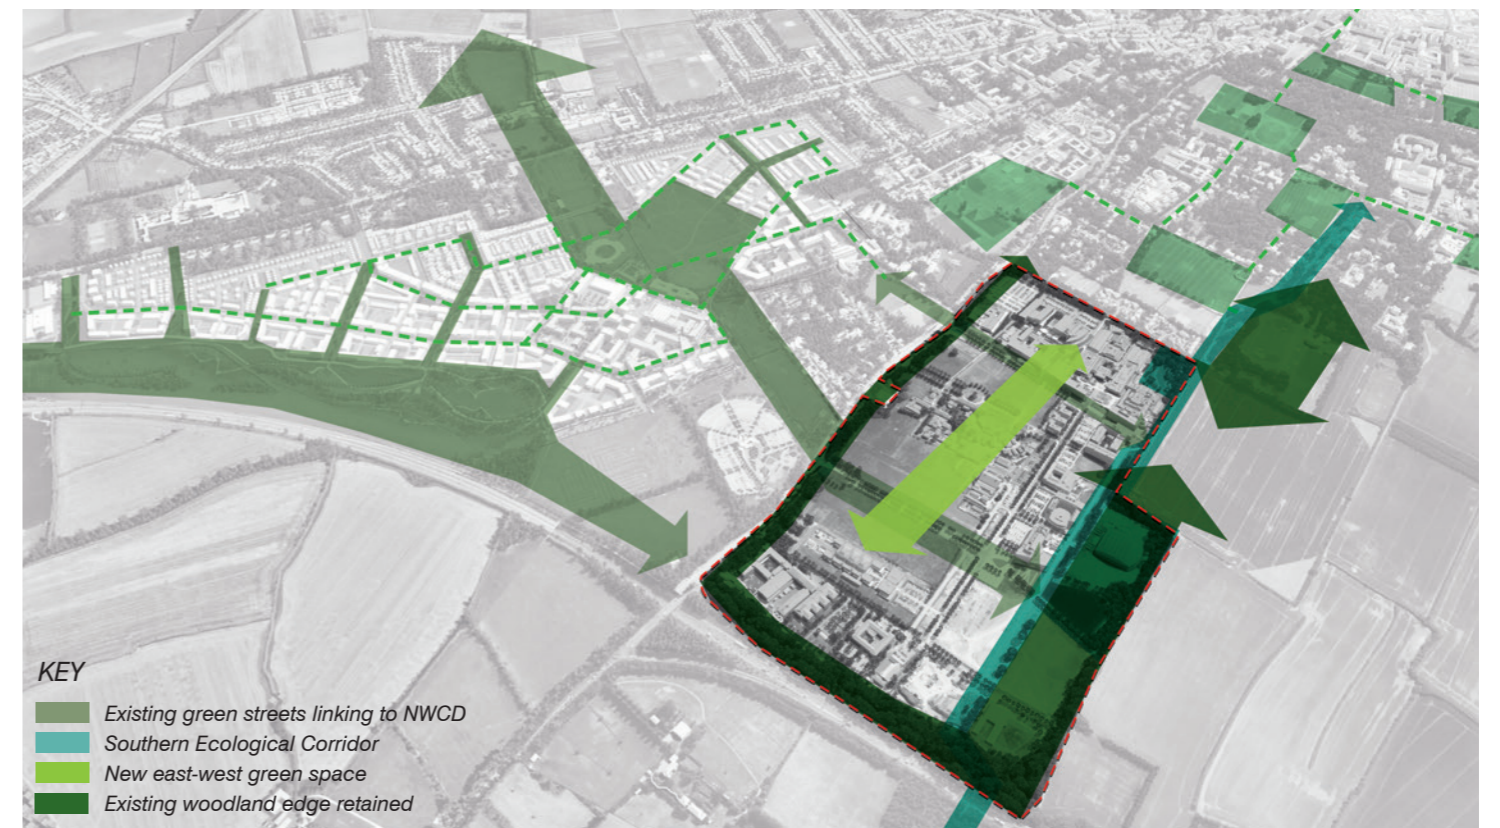 KEY
Existing green streets linking to NWCD
Southern Ecological Corridor
New east-west green space
Existing woodland edge retained